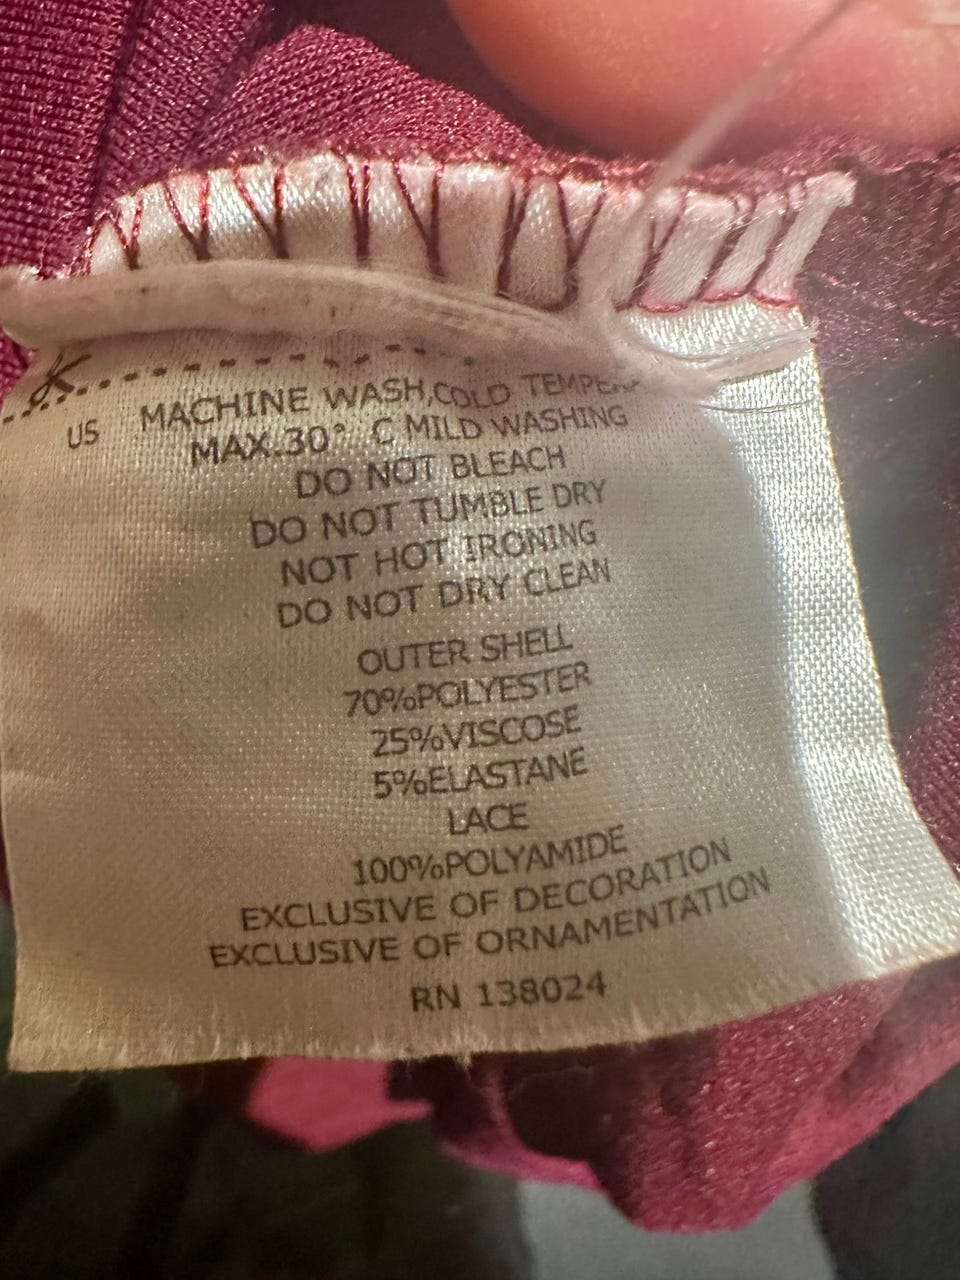 US MACHINE WASH,COLD TEMPER
MAX.30° C MILD WASHING
DO NOT BLEACH
DO NOT TUMBLE DRY
NOT HOT IRONING
DO NOT DRY CLEAN
OUTER SHELL
70%POLYESTER
25%VISCOSE
5%ELASTANE
LACE
100%POLYAMIDE
EXCLUSIVE OF DECORATION
EXCLUSIVE OF ORNAMENTATION
RN 138024